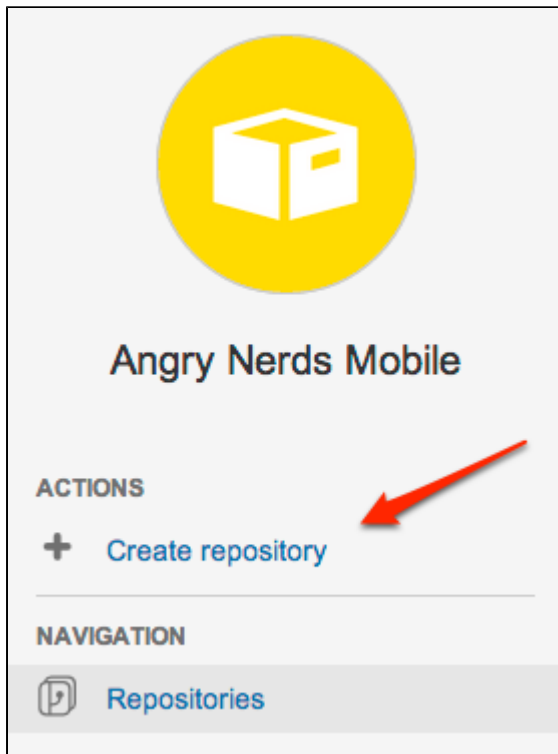 Angry Nerds Mobile
ACTIONS
Create repository
NAVIGATION
Repositories